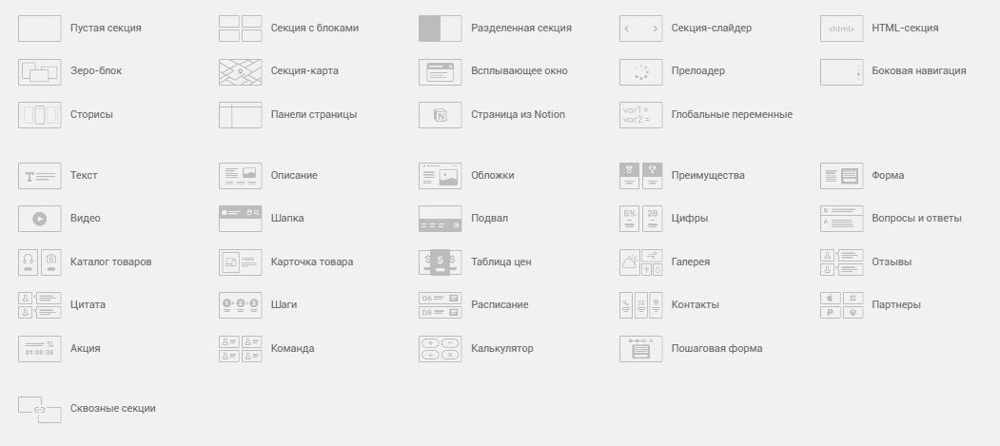 Пустая секция
Секция с блоками
Разделенная секция
Секция-слайдер
<html>
HTML-секция
Зеро-блок
Секция-карта
Всплывающее окно
Прелоадер
Боковая навигация
Сторисы
Панели страницы
N
Страница из Notion
var1 =
var2 =
Глобальные переменные
T
Текст
Описание
Обложки
Преимущества
Форма
Видео
Шапка
Подвал
5%
28
Цифры
Q
A
Вопросы и ответы
Каталог товаров
100$
Карточка товара
S $ S
Таблица цен
Галерея
Отзывы
Цитата
1 2 3
Шаги
06
08
Расписание
Контакты
Партнеры
%
01:06:35
Акция
Команда
+ −
÷ ×
Калькулятор
Пошаговая форма
Сквозные секции